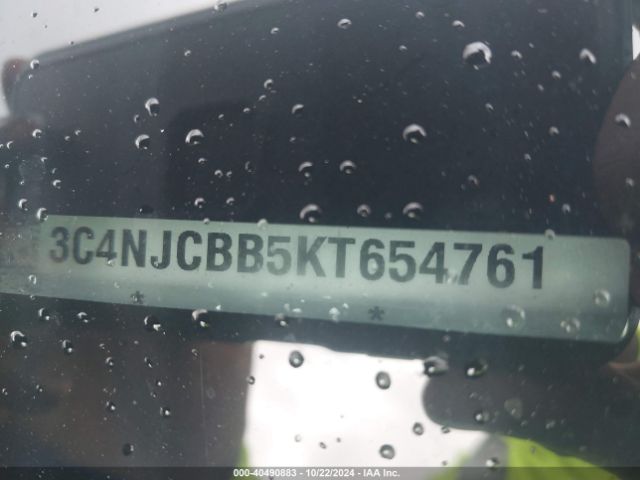 3C4NJCBB5KT654761
* *
000-40490883 - 10/22/2024 - IAA Inc.